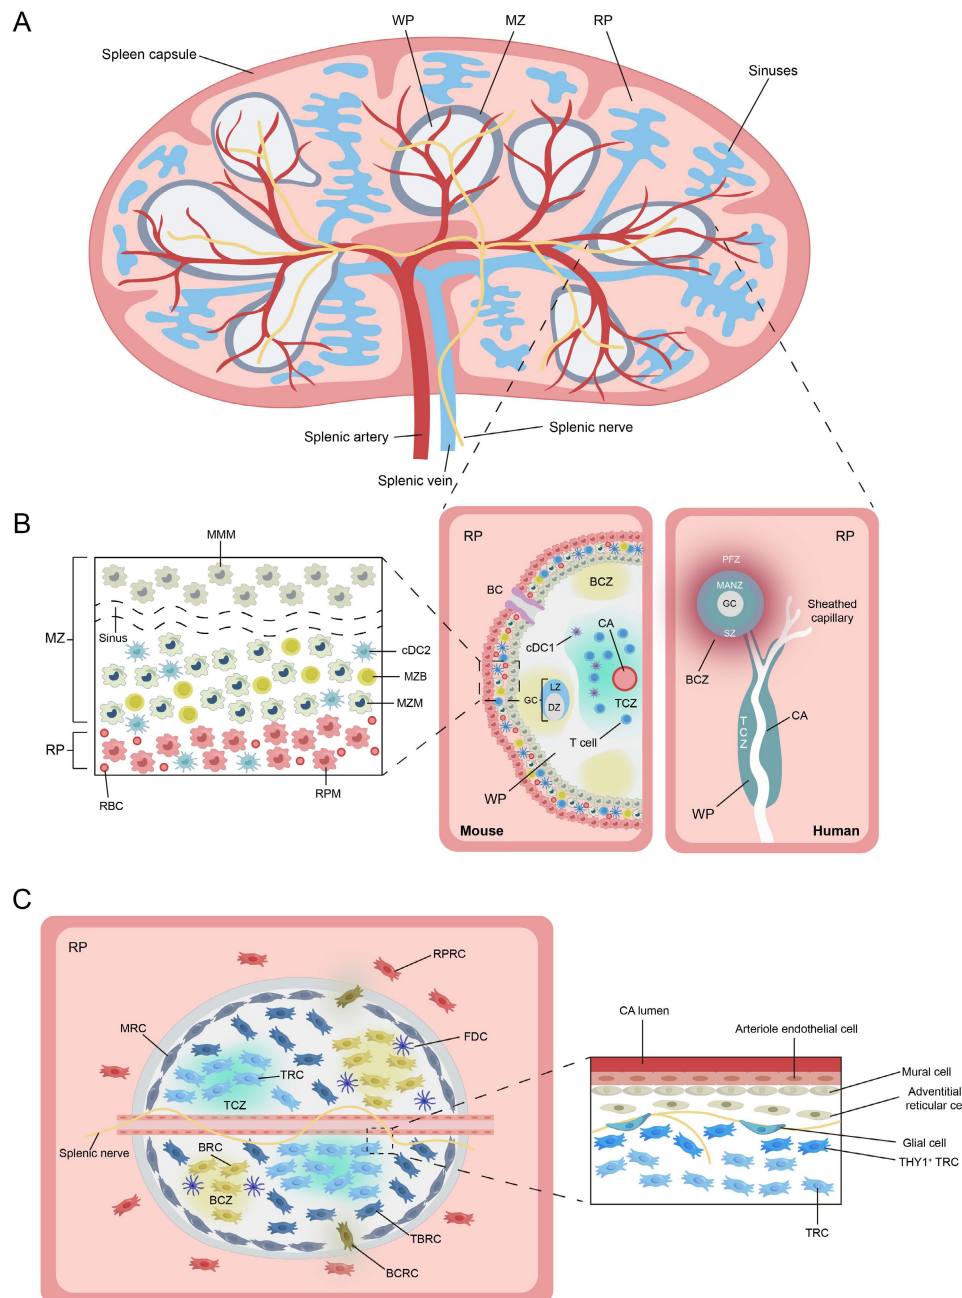 A
WP
MZ
RP
Spleen capsule
Sinuses
Splenic artery
Splenic nerve
Splenic vein
B
MMM
MZ
Sinus
cDC2
MZB
MZM
RP
RBC
RPM
RP
BC
BCZ
cDC1
CA
GC
LZ
DZ
TCZ
T cell
WP
Mouse
RP
PFZ
MANZ
GC
SZ
Sheathed
capillary
BCZ
TCZ
CA
WP
Human
C
RP
RPRC
MRC
FDC
TRC
TCZ
Splenic nerve
BRC
BCZ
TBRC
BCRC
CA lumen
Arteriole endothelial cell
Mural cell
Adventitial
reticular ce
Glial cell
THY1⁺ TRC
TRC